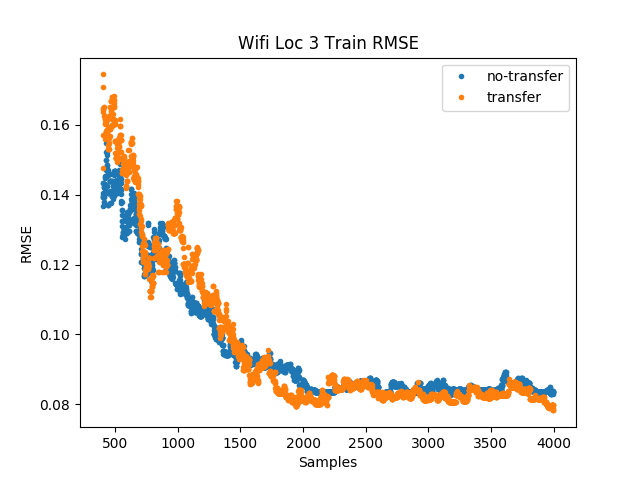 Wifi Loc 3 Train RMSE
no-transfer
transfer
RMSE
0.16
0.14
0.12
0.10
0.08
500 1000 1500 2000 2500 3000 3500 4000
Samples